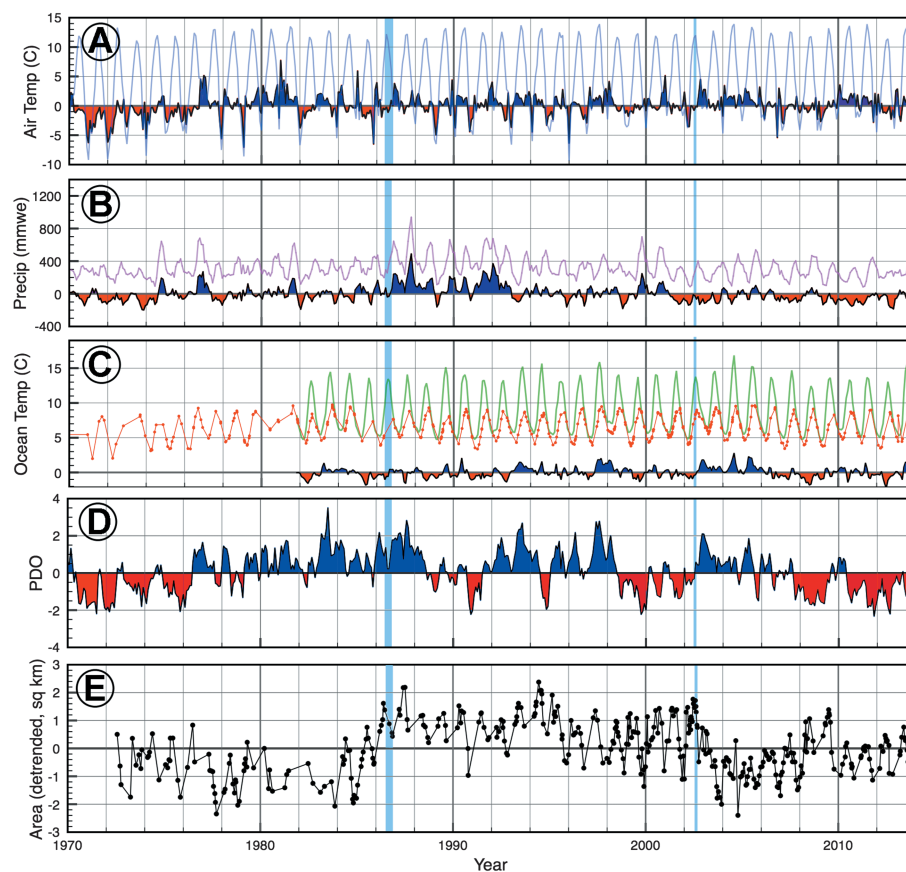 A
Air Temp (C)
15
10
5
0
-5
-10
B
Precip (mmwe)
1200
800
400
0
-400
C
Ocean Temp (C)
15
10
5
0
D
PDO
4
2
0
-2
-4
E
Area (detrended, sq km)
3
2
1
0
-1
-2
-3
1970 1980 1990 2000 2010
Year